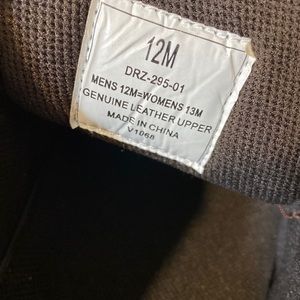 12M
DRZ-295-01
MENS 12M=WOMENS 13M
GENUINE LEATHER UPPER
MADE IN CHINA
V1068